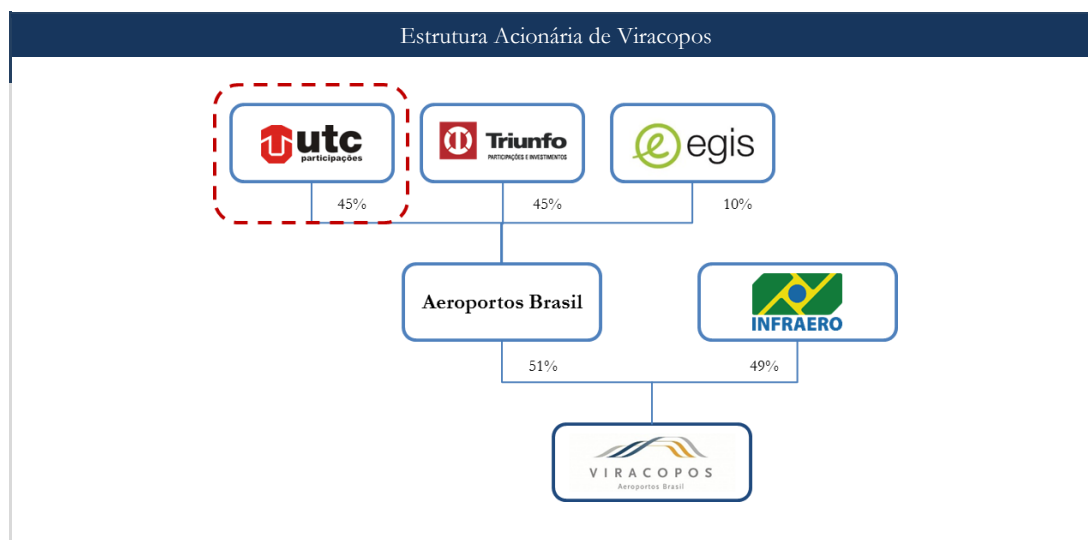 Estrutura Acionária de Viracopos
utc
participações
Triunfo
PARTICIPAÇÕES E INVESTIMENTOS
egis
45%
45%
10%
Aeroportos Brasil
INFRAERO
51%
49%
VIRACOPOS
Aeroportos Brasil